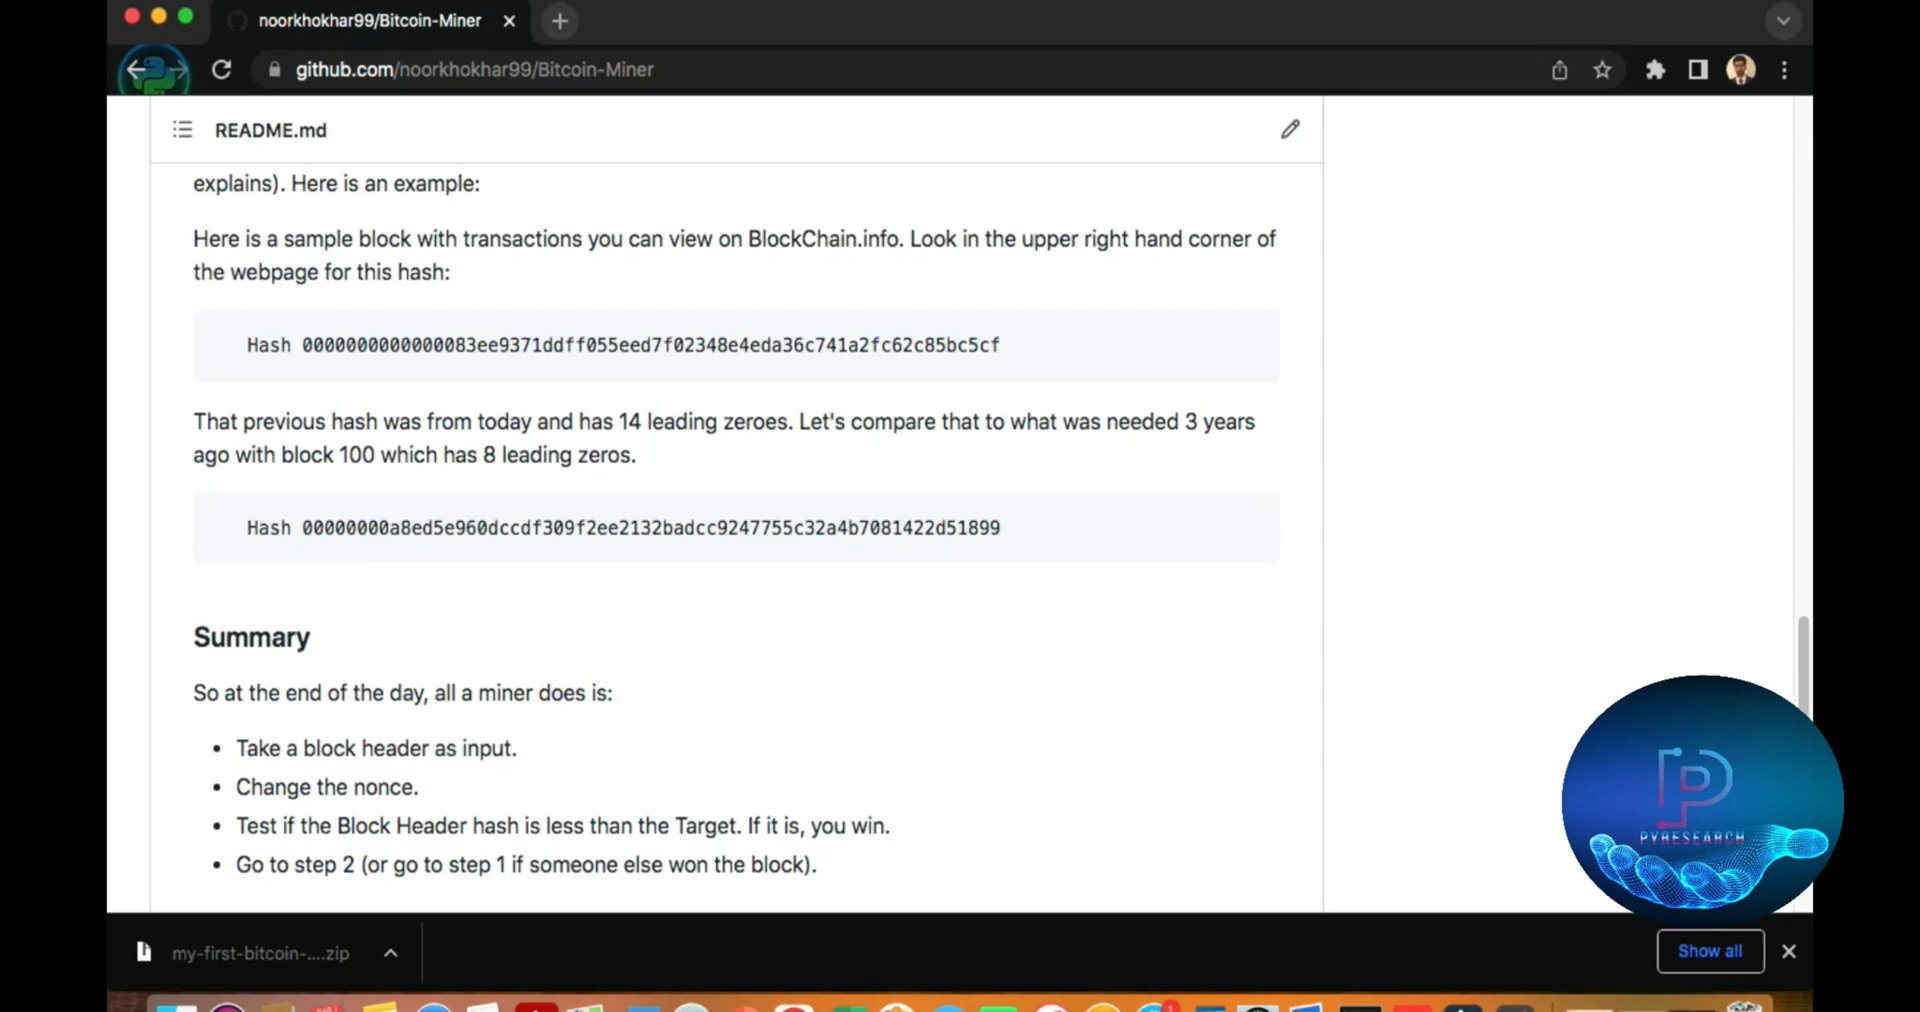 noorkhokhar99/Bitcoin-Miner
github.com/noorkhokhar99/Bitcoin-Miner
README.md
explains). Here is an example:
Here is a sample block with transactions you can view on BlockChain.info. Look in the upper right hand corner of
the webpage for this hash:
Hash 0000000000000083ee9371ddff055eed7f02348e4eda36c741a2fc62c85bc5cf
That previous hash was from today and has 14 leading zeroes. Let's compare that to what was needed 3 years
ago with block 100 which has 8 leading zeros.
Hash 00000000a8ed5e960dccdf309f2ee2132badcc9247755c32a4b7081422d51899
Summary
So at the end of the day, all a miner does is:
• Take a block header as input.
• Change the nonce.
• Test if the Block Header hash is less than the Target. If it is, you win.
• Go to step 2 (or go to step 1 if someone else won the block).
PYRESEARCH
my-first-bitcoin-....zip
Show all
1